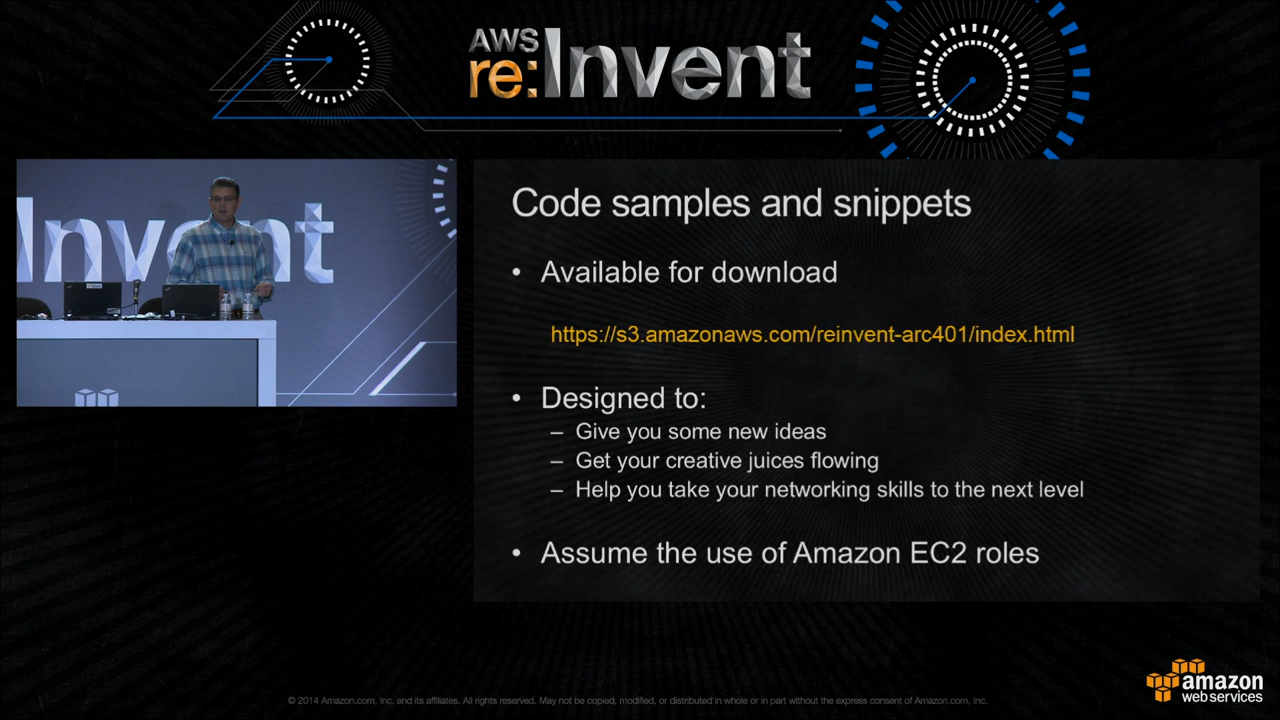 AWS
re:Invent
Invent
Code samples and snippets
• Available for download
https://s3.amazonaws.com/reinvent-arc401/index.html
• Designed to:
– Give you some new ideas
– Get your creative juices flowing
– Help you take your networking skills to the next level
• Assume the use of Amazon EC2 roles
© 2014 Amazon.com, Inc. and its affiliates. All rights reserved. May not be copied, modified, or distributed in whole or in part without the express consent of Amazon.com, Inc.
amazon
web services